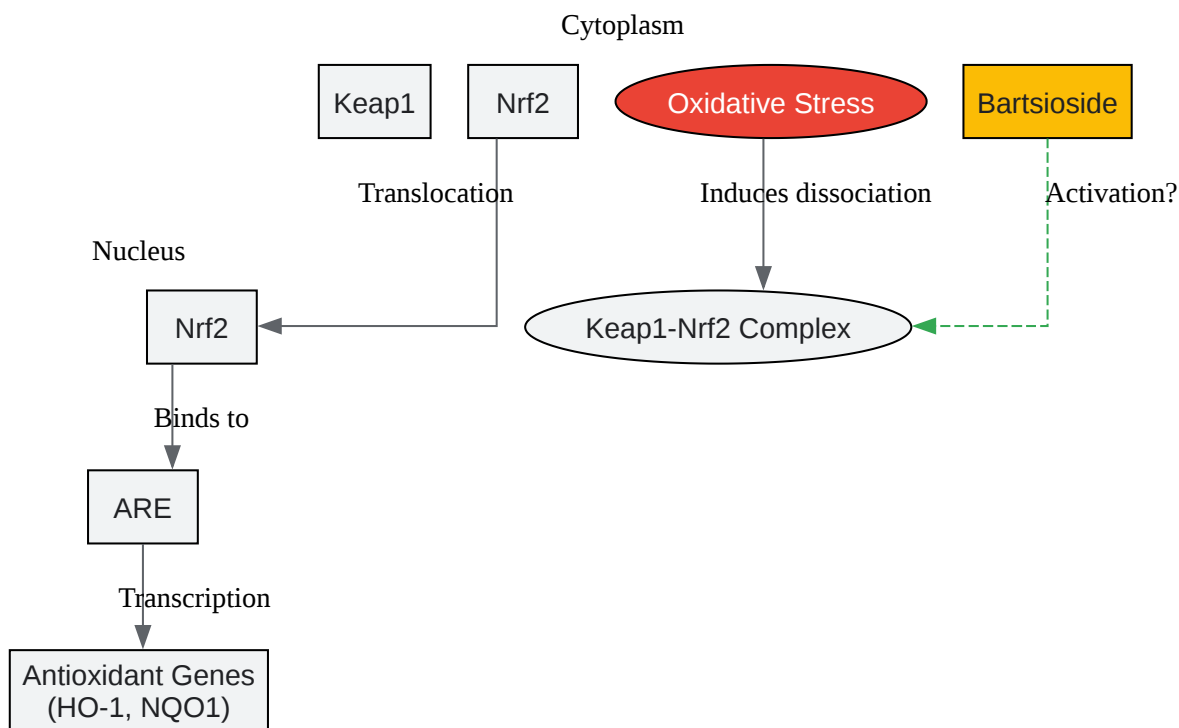 Cytoplasm
Keap1
Nrf2
Oxidative Stress
Bartsioside
Translocation
Induces dissociation
Activation?
Nucleus
Nrf2
Keap1-Nrf2 Complex
Binds to
ARE
Transcription
Antioxidant Genes
(HO-1, NQO1)